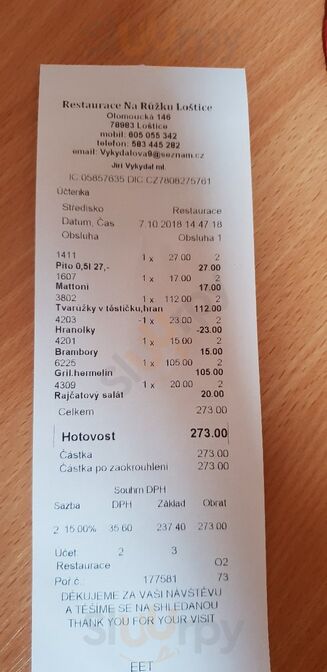 Restaurace Na Růžku Loštice
Olomoucká 146
78983 Loštice
mobil: 605 055 342
telefon: 583 445 282
email: Vykydalova9@seznam.cz
Jiří Vykydal ml.
IC 05857635 DIC CZ7808275761
Účtenka
Středisko Restaurace
Datum, Čas 7.10.2018 14:47:18
Obsluha Obsluha 1
1411 1 x 27.00 2
Pito 0,5l 27,- 27.00
1607 1 x 17.00 2
Mattoni 17.00
3802 1 x 112.00 2
Tvaružky v těstíčku,hran 112.00
4203 -1 x 23.00 2
Hranolky -23.00
4201 1 x 15.00 2
Brambory 15.00
6225 1 x 105.00 2
Gril.hermelin 105.00
4309 1 x 20.00 2
Rajčatový salát 20.00
Celkem 273.00
Hotovost 273.00
Částka 273.00
Částka po zaokrouhlení 273.00
Souhrn DPH
Sazba DPH Základ Obrat
2 15.00% 35.60 237.40 273.00
Účet 2 3
Restaurace O2
Poř.č. 177581 73
DĚKUJEME ZA VAŠI NÁVŠTĚVU
A TĚŠÍME SE NA SHLEDANOU
THANK YOU FOR YOUR VISIT
EET
sluurpy